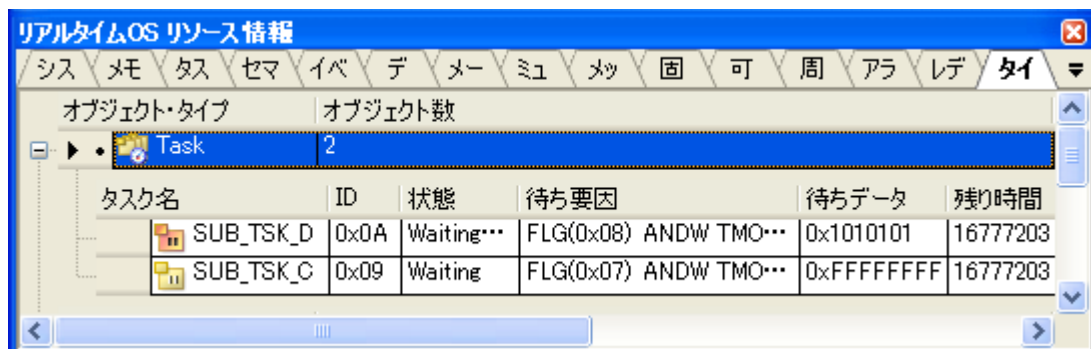 リアルタイムOS リソース情報
シス メモ タス セマ イベ デ メー ミュ メッ 固 可 周 アラ レデ タイ
オブジェクト・タイプ オブジェクト数
Task 2
タスク名 ID 状態 待ち要因 待ちデータ 残り時間
SUB_TSK_D 0x0A Waiting… FLG(0x08) ANDW TMO… 0x1010101 16777203
SUB_TSK_C 0x09 Waiting FLG(0x07) ANDW TMO… 0xFFFFFFFF 16777203